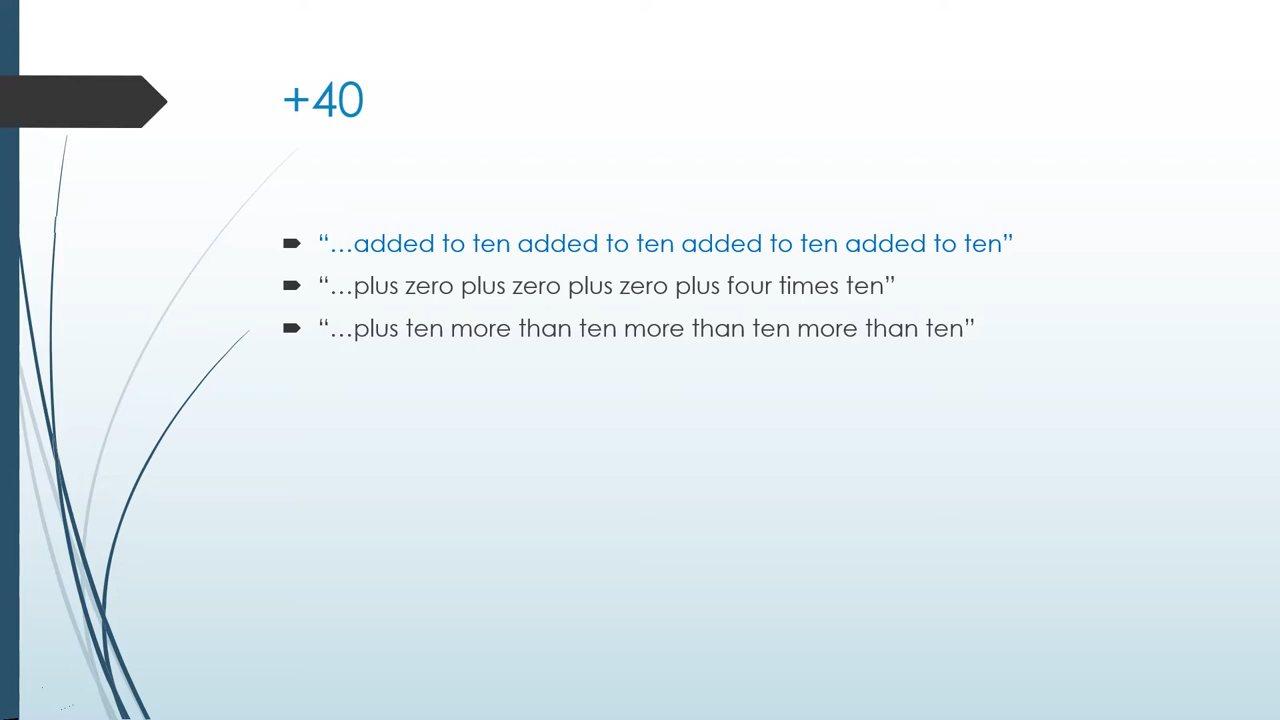 +40
“…added to ten added to ten added to ten added to ten”
“…plus zero plus zero plus zero plus four times ten”
“…plus ten more than ten more than ten more than ten”